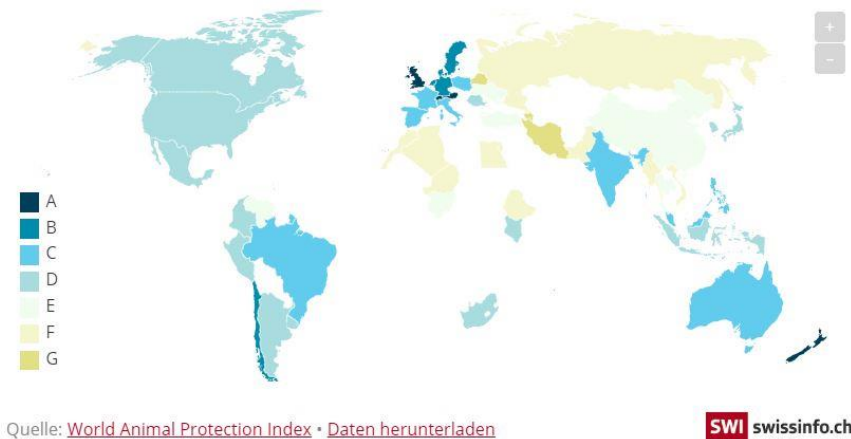 +
−
A
B
C
D
E
F
G
Quelle: World Animal Protection Index • Daten herunterladen
SWI swissinfo.ch